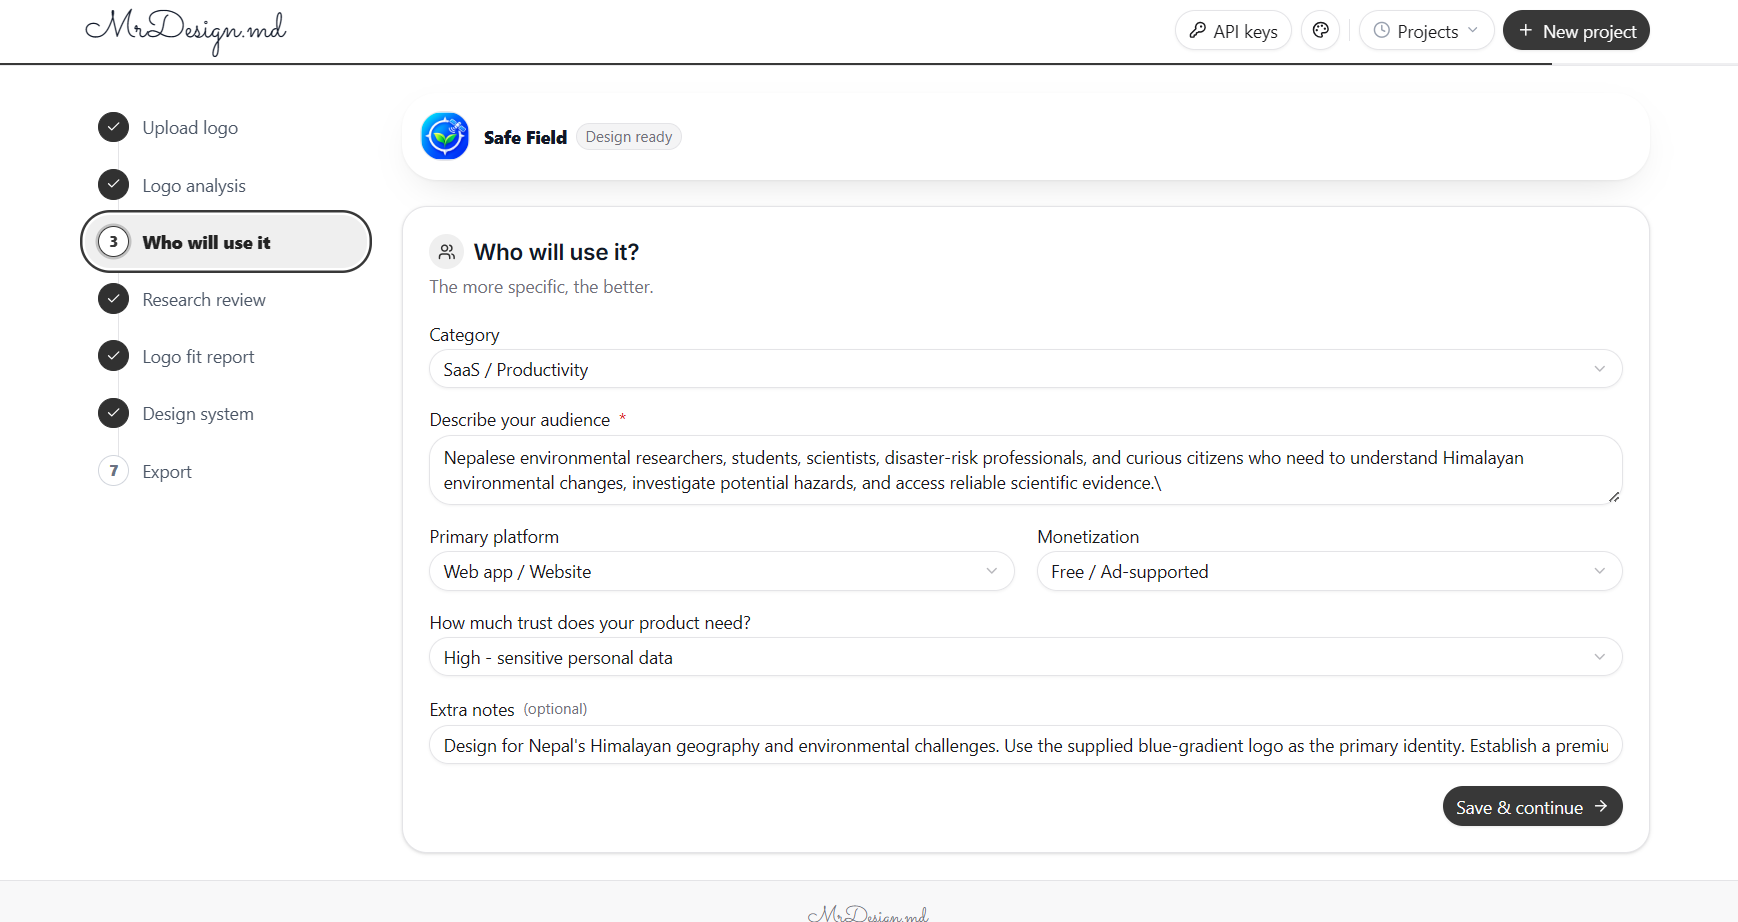 MrDesign.md
API keys
Projects
New project
Upload logo
Logo analysis
3 Who will use it
Research review
Logo fit report
Design system
7 Export
Safe Field Design ready
Who will use it?
The more specific, the better.
Category
SaaS / Productivity
Describe your audience *
Nepalese environmental researchers, students, scientists, disaster-risk professionals, and curious citizens who need to understand Himalayan
environmental changes, investigate potential hazards, and access reliable scientific evidence.\
Primary platform
Monetization
Web app / Website
Free / Ad-supported
How much trust does your product need?
High - sensitive personal data
Extra notes (optional)
Design for Nepal's Himalayan geography and environmental challenges. Use the supplied blue-gradient logo as the primary identity. Establish a premiu
Save & continue
MrDesign.md